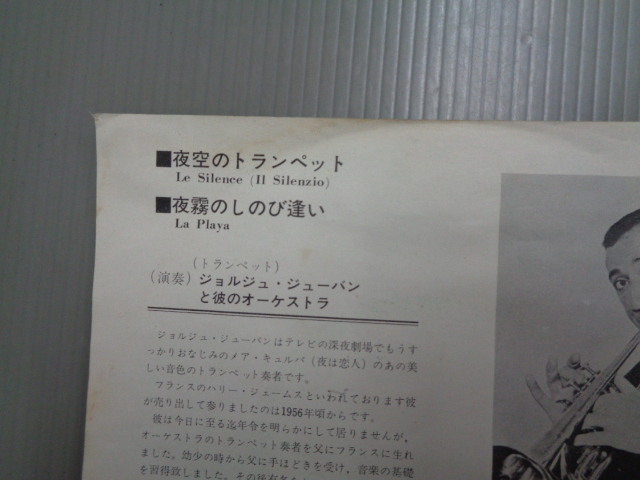 ■夜空のトランペット
Le Silence (Il Silenzio)
■夜霧のしのび逢い
La Playa
(トランペット)
(演奏) ジョルジュ・ジューバン
と彼のオーケストラ
ジョルジュ・ジューバンはテレビの深夜劇場でもうす
っかりおなじみのメア・キュルパ (夜は恋人) のあの美
しい音色のトランペット奏者です。
フランスのハリー・ジェームスといわれております彼
が売り出して参りましたのは1956年頃からです。
彼は今日に至る迄年令を明らかにして居りませんが、
オーケストラのトランペット奏者を父にフランスに生れ
ました。幼少の時から父に手ほどきを受け、音楽の基礎
を習得致しました。その後有名な